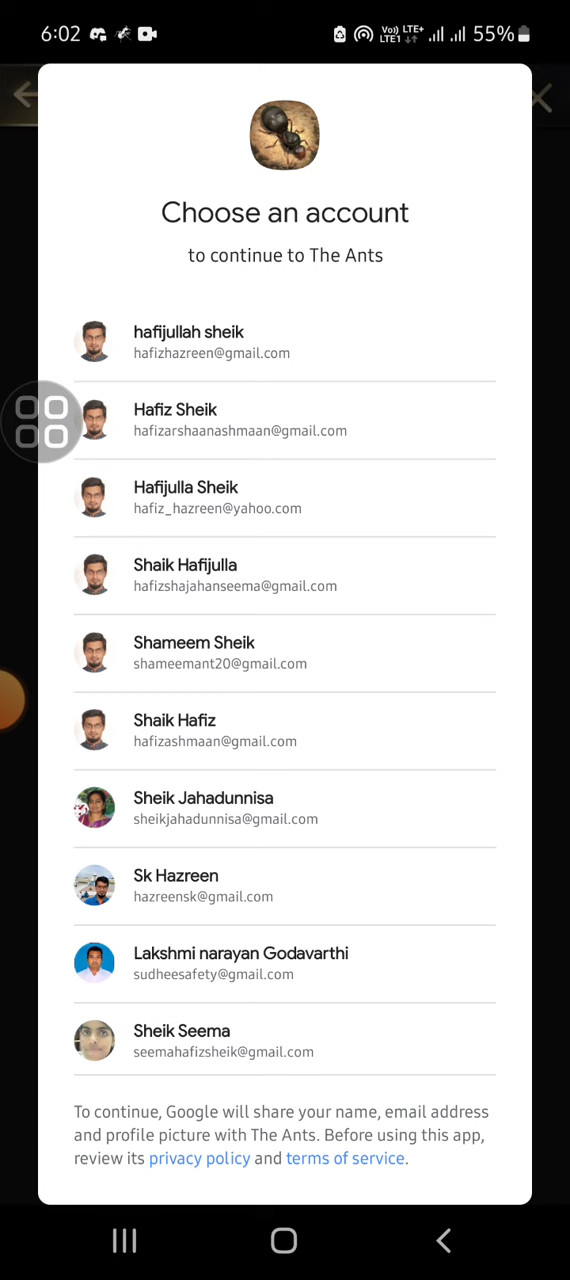 6:02
Vo) LTE+
LTE1
55%
Choose an account
to continue to The Ants
hafijullah sheik
hafizhazreen@gmail.com
Hafiz Sheik
hafizarshaanashmaan@gmail.com
Hafijulla Sheik
hafiz_hazreen@yahoo.com
Shaik Hafijulla
hafizshajahanseema@gmail.com
Shameem Sheik
shameemant20@gmail.com
Shaik Hafiz
hafizashmaan@gmail.com
Sheik Jahadunnisa
sheikjahadunnisa@gmail.com
Sk Hazreen
hazreensk@gmail.com
Lakshmi narayan Godavarthi
sudheesafety@gmail.com
Sheik Seema
seemahafizsheik@gmail.com
To continue, Google will share your name, email address
and profile picture with The Ants. Before using this app,
review its privacy policy and terms of service.